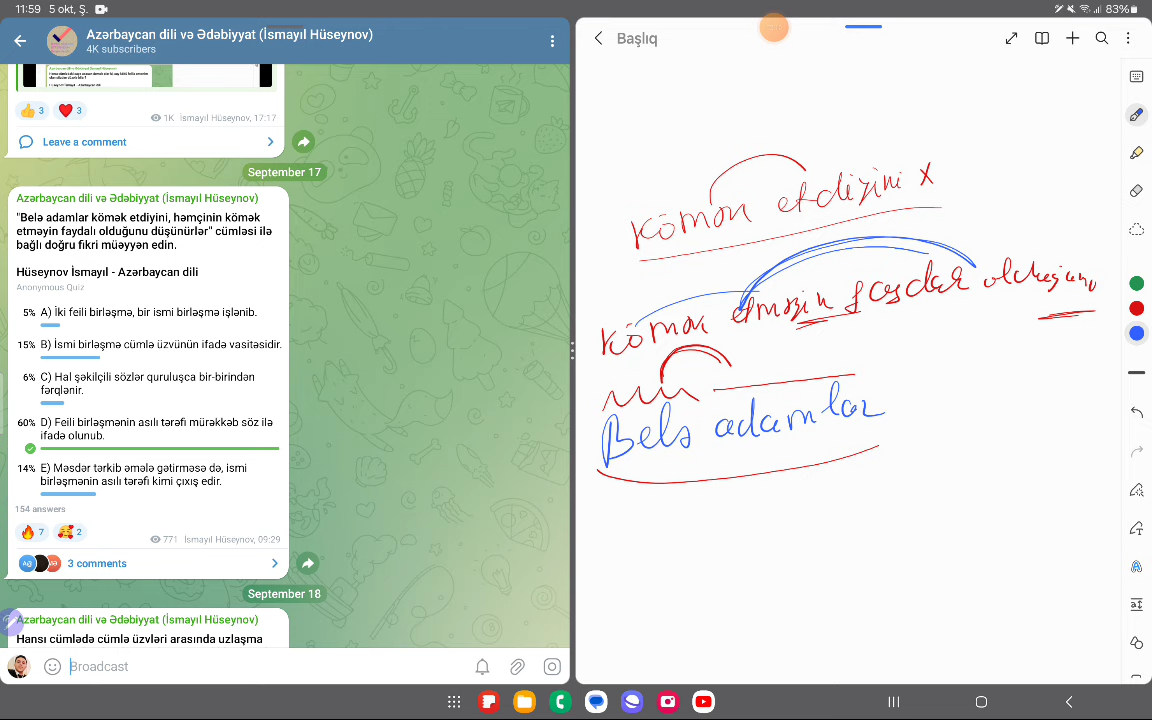 11:59 5 okt, Ş.
83%
Azərbaycan dili və Ədəbiyyat (İsmayıl Hüseynov)
4K subscribers
👍 3 ❤️ 3
1K İsmayıl Hüseynov, 17:17
Leave a comment
September 17
Azərbaycan dili və Ədəbiyyat (İsmayıl Hüseynov)
"Belə adamlar kömək etdiyini, həmçinin kömək
etməyin faydalı olduğunu düşünürlər" cümləsi ilə
bağlı doğru fikri müəyyən edin.
Hüseynov İsmayıl - Azərbaycan dili
Anonymous Quiz
5% A) İki feili birləşmə, bir ismi birləşmə işlənib.
15% B) İsmi birləşmə cümlə üzvünün ifadə vasitəsidir.
6% C) Hal şəkilçili sözlər quruluşca bir-birindən
fərqlənir.
60% D) Feili birləşmənin asılı tərəfi mürəkkəb söz ilə
ifadə olunub.
14% E) Məsdər tərkib əmələ gətirməsə də, ismi
birləşmənin asılı tərəfi kimi çıxış edir.
154 answers
🔥 7 🥰 2
771 İsmayıl Hüseynov, 09:29
3 comments
September 18
Azərbaycan dili və Ədəbiyyat (İsmayıl Hüseynov)
Hansı cümlədə cümlə üzvləri arasında uzlaşma
Broadcast
Başlıq
Kömək etdiyini x
Kömək etməyin faydalı olduğunu
Belə adamlar